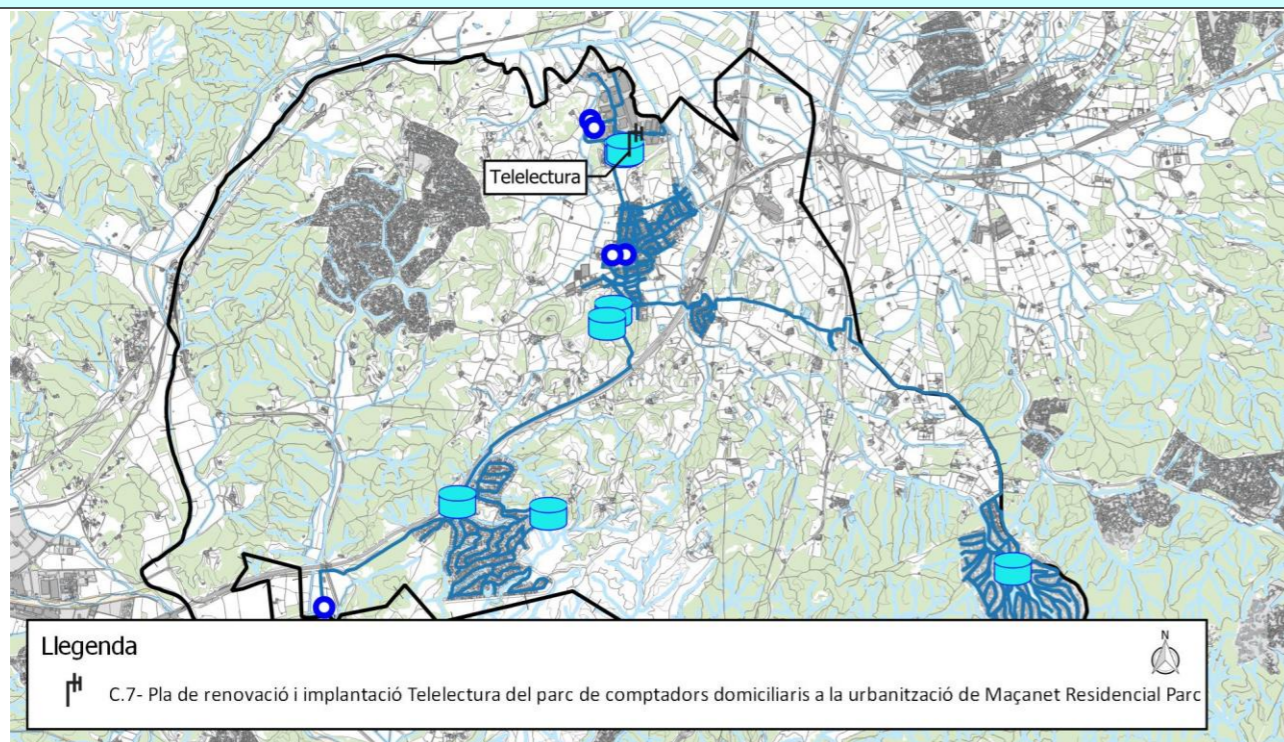 Telelectura
Llegenda
N
C.7- Pla de renovació i implantació Telelectura del parc de comptadors domiciliaris a la urbanització de Maçanet Residencial Parc